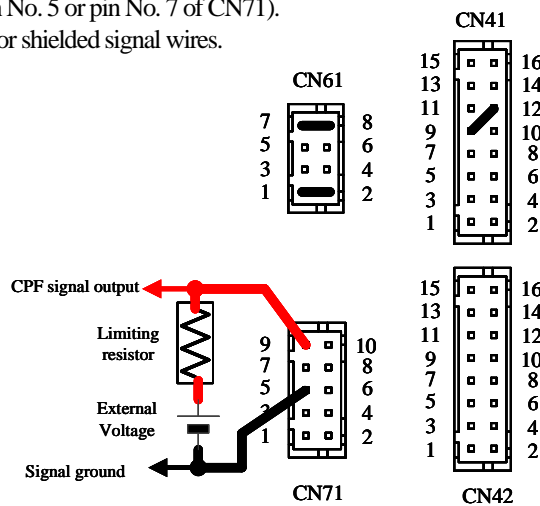 n No. 5 or pin No. 7 of CN71).
or shielded signal wires.
CN41
15 16
13 14
11 12
9 10
7 8
5 6
3 4
1 2
CN61
7 8
5 6
3 4
1 2
CPF signal output
Limiting
resistor
External
Voltage
Signal ground
9 10
7 8
5 6
3 4
1 2
CN71
15 16
13 14
11 12
9 10
7 8
5 6
3 4
1 2
CN42